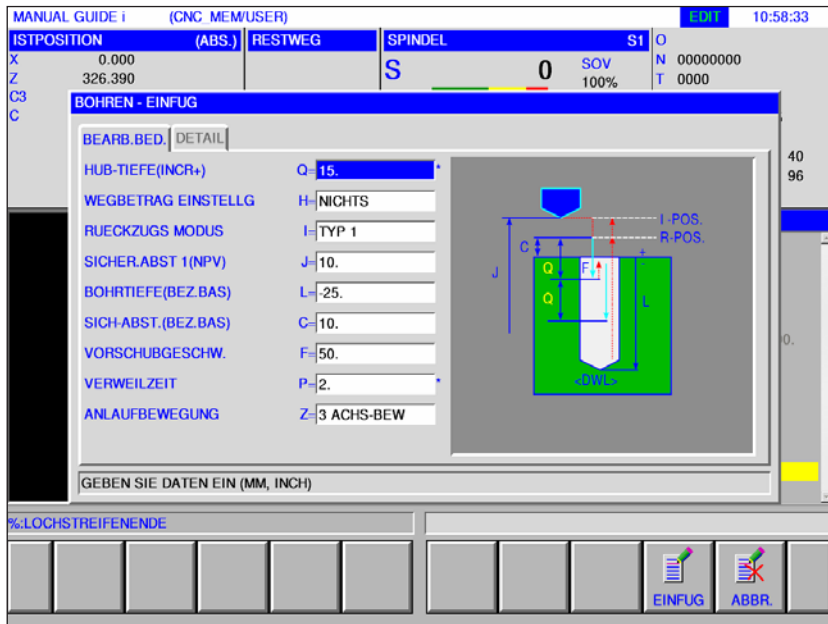 MANUAL GUIDE i (CNC_MEM/USER) EDIT 10:58:33
ISTPOSITION (ABS.) RESTWEG SPINDEL S1 O
X 0.000 S 0 SOV N 00000000
Z 326.390 100% T 0000
C3
C
BOHREN - EINFUG
BEARB.BED. DETAIL
HUB-TIEFE(INCR+) Q=15. *
WEGBETRAG EINSTELLG H=NICHTS
RUECKZUGS MODUS I=TYP 1
SICHER.ABST 1(NPV) J=10.
BOHRTIEFE(BEZ.BAS) L=-25.
SICH-ABST.(BEZ.BAS) C=10.
VORSCHUBGESCHW. F=50.
VERWEILZEIT P=2. *
ANLAUFBEWEGUNG Z=3 ACHS-BEW
I-POS.
R-POS.
C
+
-
J
Q
F
Q
L
<DWL>
40
96
0.
GEBEN SIE DATEN EIN (MM, INCH)
%:LOCHSTREIFENENDE
EINFUG ABBR.